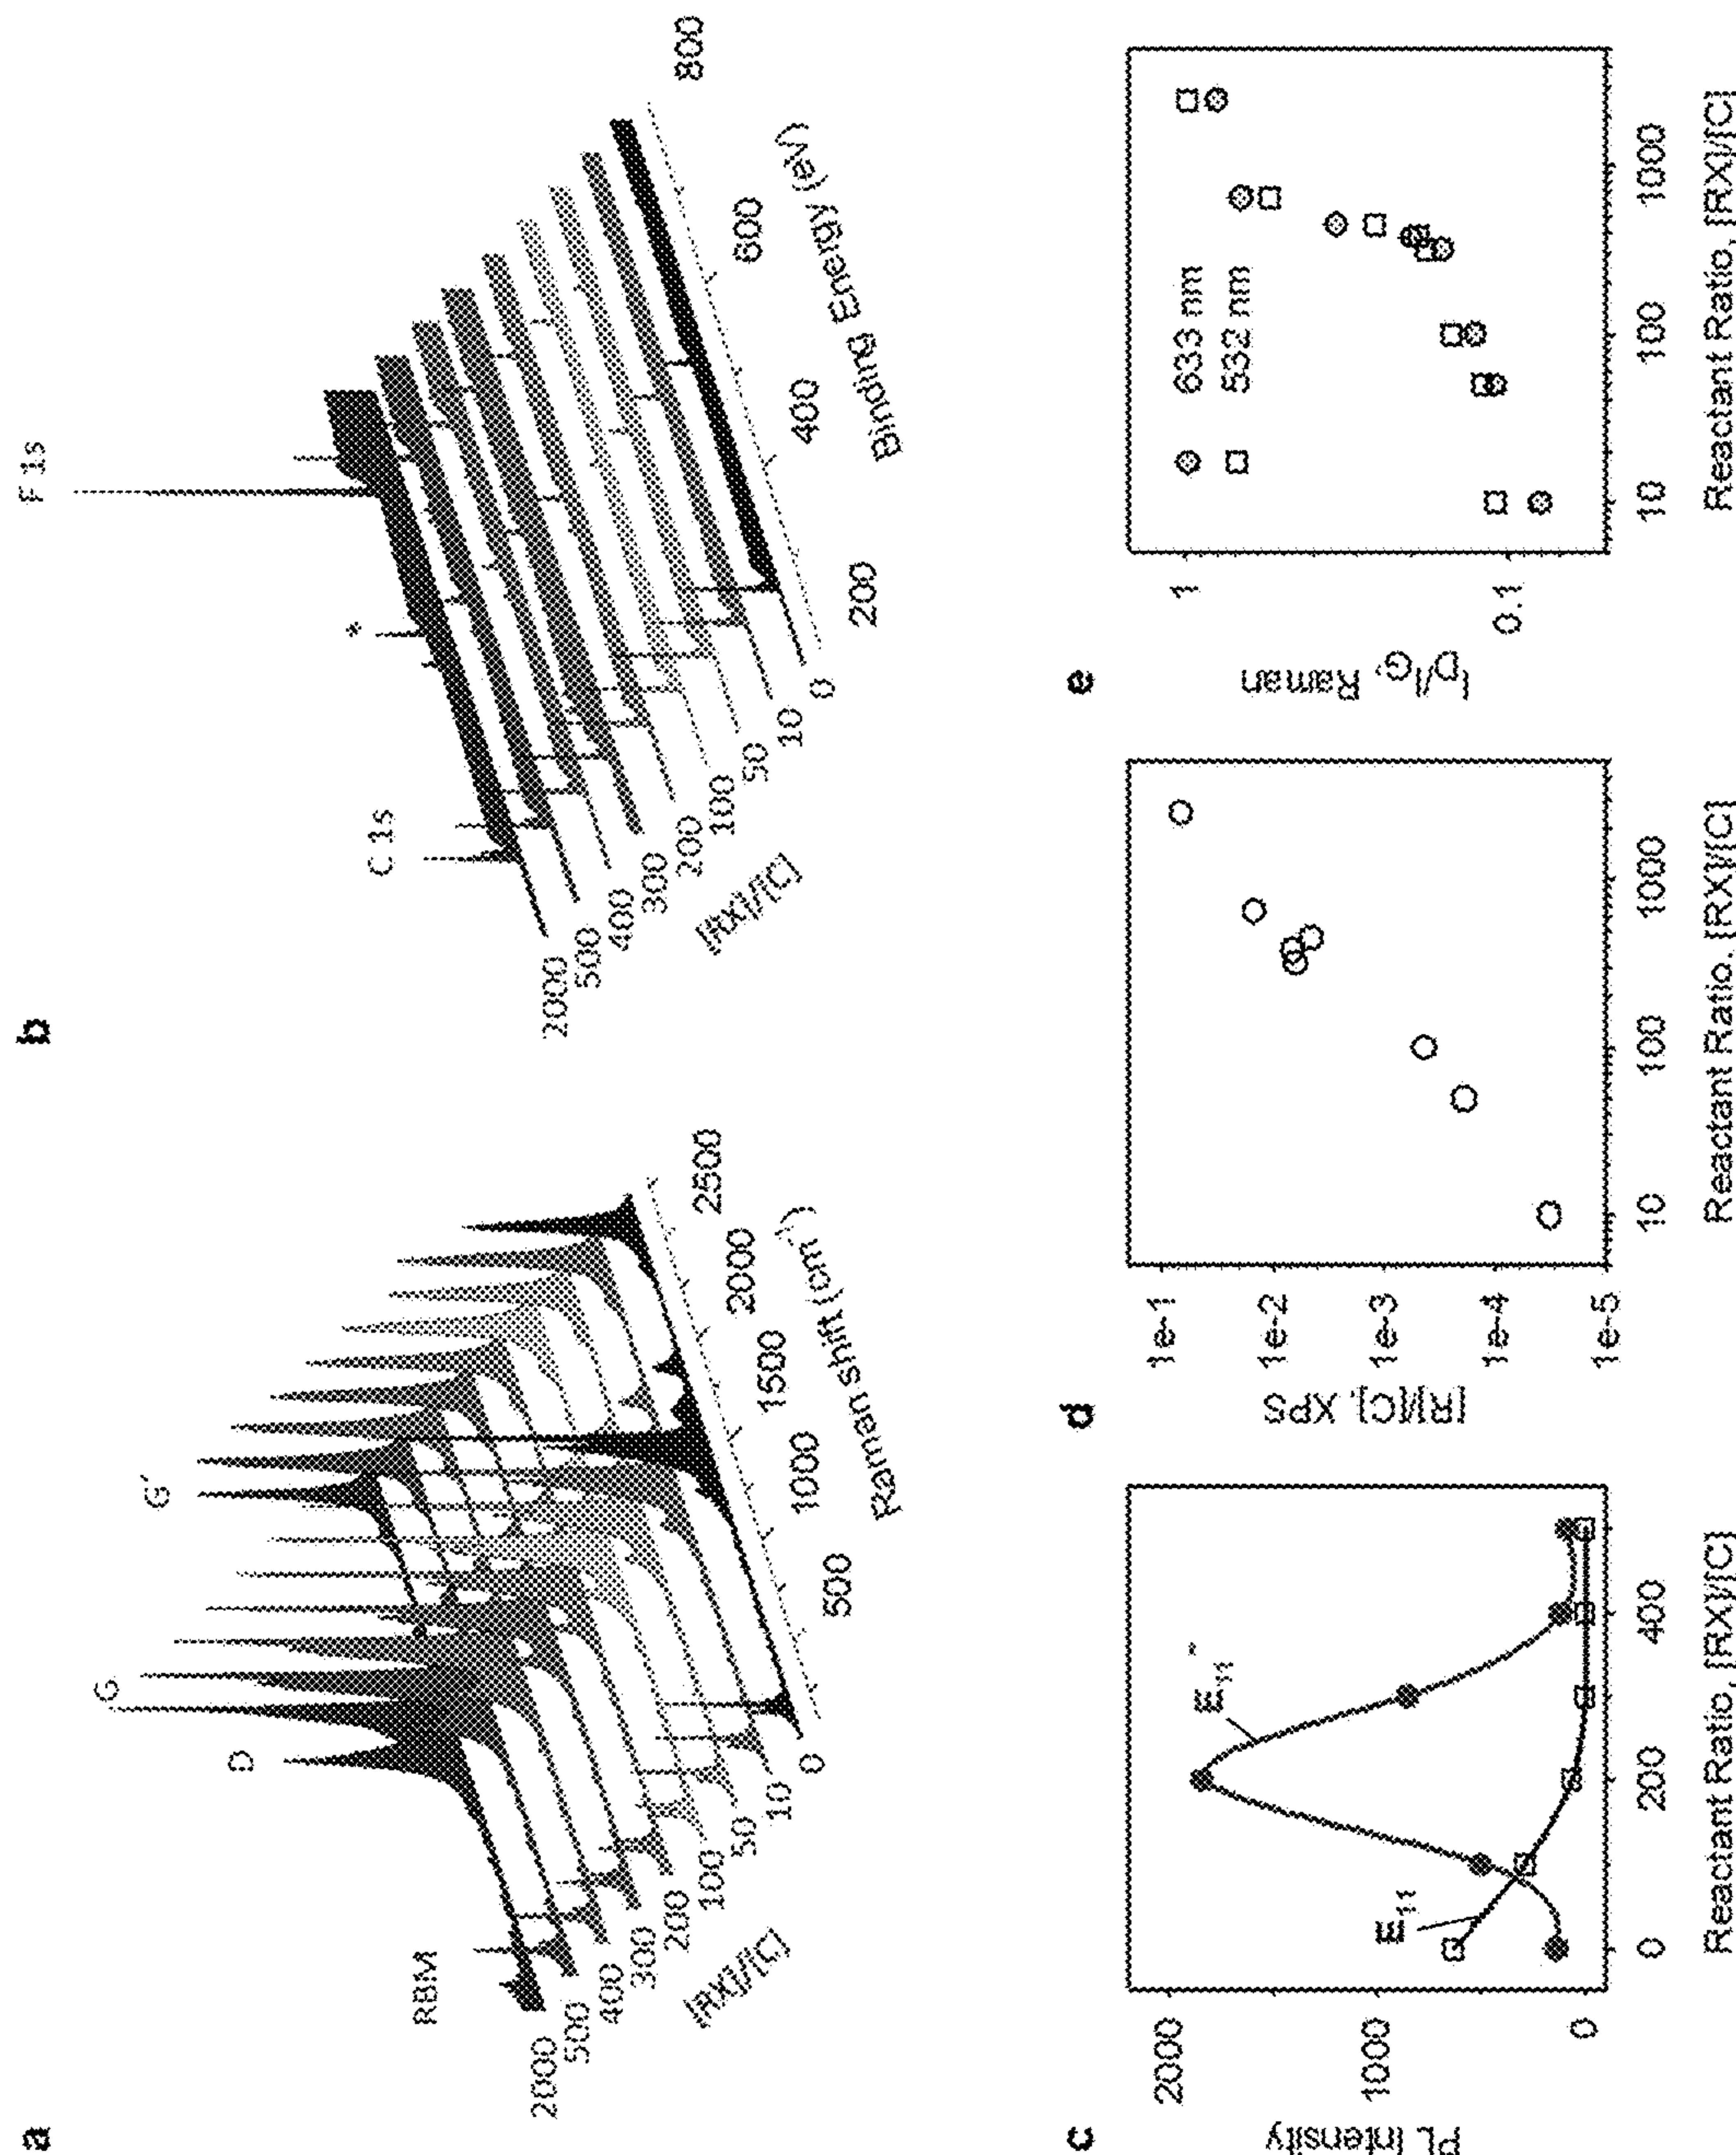 a
RBM
D
G
G'
2000
500
400
300
200
100
50
10
0
[RX]/[C]
500
1000
1500
2000
2500
Raman shift (cm⁻¹)
b
C 1s
*
F 1s
2000
500
400
300
200
100
50
10
0
[RX]/[C]
200
400
600
800
Binding Energy (eV)
c
PL Intensity
2000
1000
0
E₁₁
E₁₁⁻
0
200
400
Reactant Ratio, [RX]/[C]
d
[R]/[C], XPS
1e-1
1e-2
1e-3
1e-4
1e-5
10
100
1000
Reactant Ratio, [RX]/[C]
e
I_D/I_G, Raman
1
0.1
633 nm
532 nm
10
100
1000
Reactant Ratio, [RX]/[C]